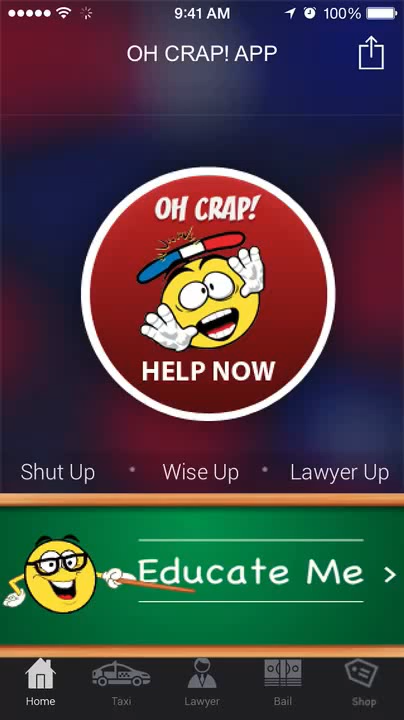 9:41 AM 100%
OH CRAP! APP
OH CRAP!
HELP NOW
Shut Up • Wise Up • Lawyer Up
Educate Me >
Home Taxi Lawyer Bail Shop